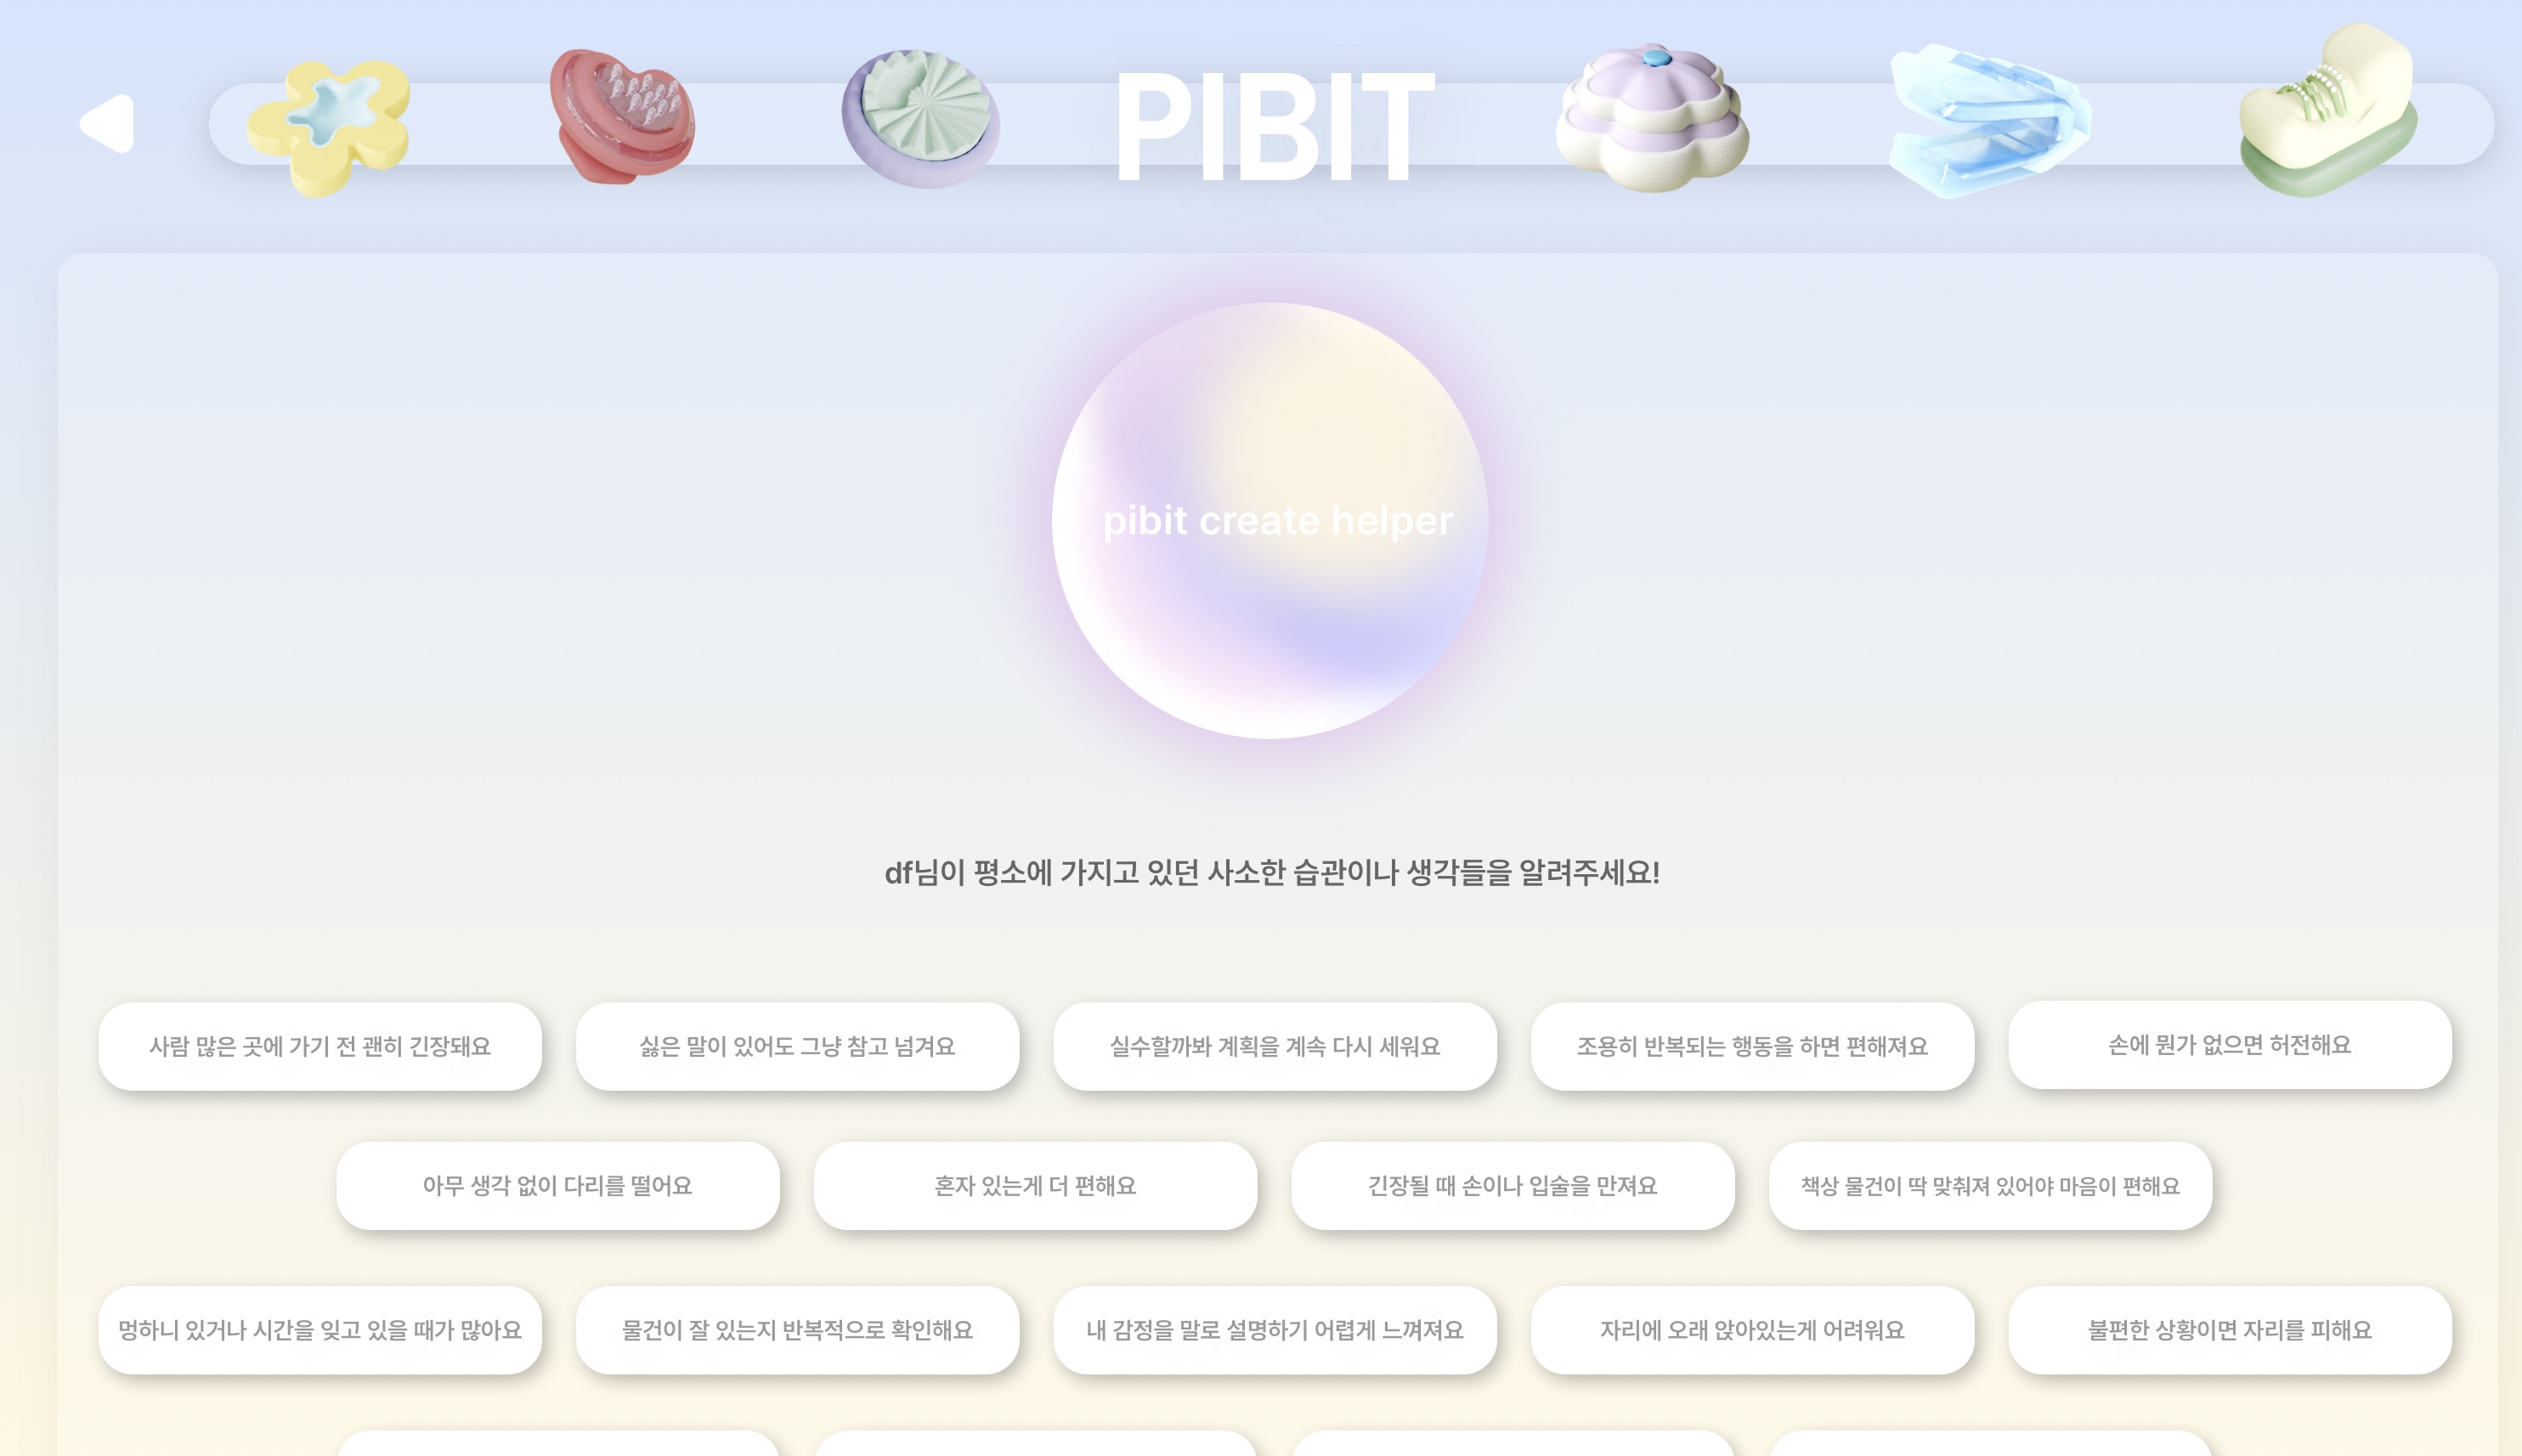 PIBIT
pibit create helper
df님이 평소에 가지고 있던 사소한 습관이나 생각들을 알려주세요!
사람 많은 곳에 가기 전 괜히 긴장돼요
싫은 말이 있어도 그냥 참고 넘겨요
실수할까봐 계획을 계속 다시 세워요
조용히 반복되는 행동을 하면 편해져요
손에 뭔가 없으면 허전해요
아무 생각 없이 다리를 떨어요
혼자 있는게 더 편해요
긴장될 때 손이나 입술을 만져요
책상 물건이 딱 맞춰져 있어야 마음이 편해요
멍하니 있거나 시간을 잊고 있을 때가 많아요
물건이 잘 있는지 반복적으로 확인해요
내 감정을 말로 설명하기 어렵게 느껴져요
자리에 오래 앉아있는게 어려워요
불편한 상황이면 자리를 피해요